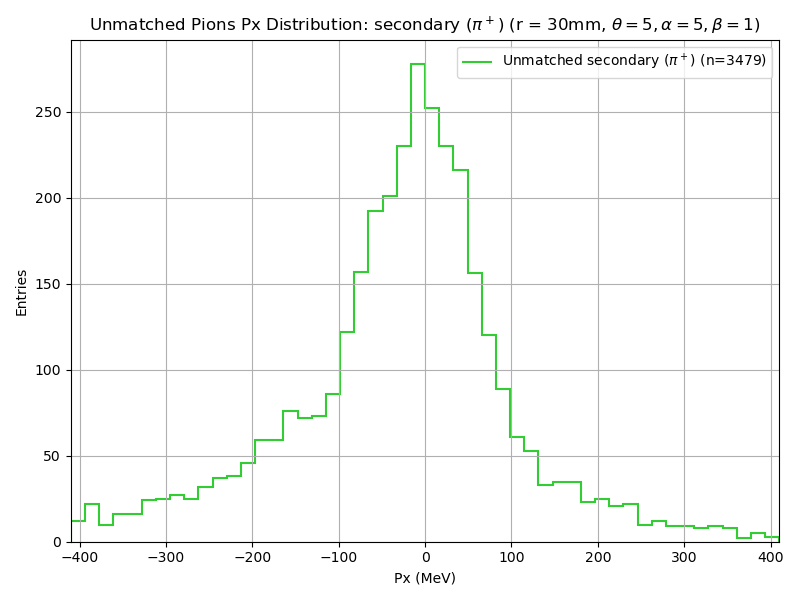 Unmatched Pions Px Distribution: secondary (π⁺) (r = 30mm, θ = 5, α = 5, β = 1)
Unmatched secondary (π⁺) (n=3479)
250
200
150
100
50
0
Entries
−400 −300 −200 −100 0 100 200 300 400
Px (MeV)